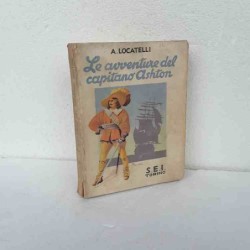 A. LOCATELLI
Le avventure del
capitano Ashton
S.E.I.
TORINO